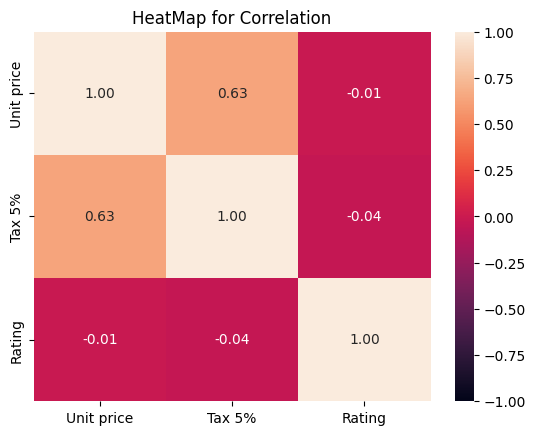 HeatMap for Correlation
Unit price
1.00
0.63
-0.01
Tax 5%
0.63
1.00
-0.04
Rating
-0.01
-0.04
1.00
Unit price
Tax 5%
Rating
1.00
0.75
0.50
0.25
0.00
−0.25
−0.50
−0.75
−1.00